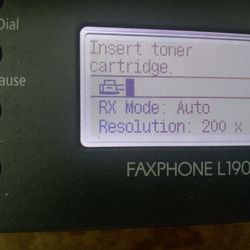 Dial
Insert toner
cartridge.
ause
RX Mode: Auto
Resolution: 200 x
FAXPHONE L190